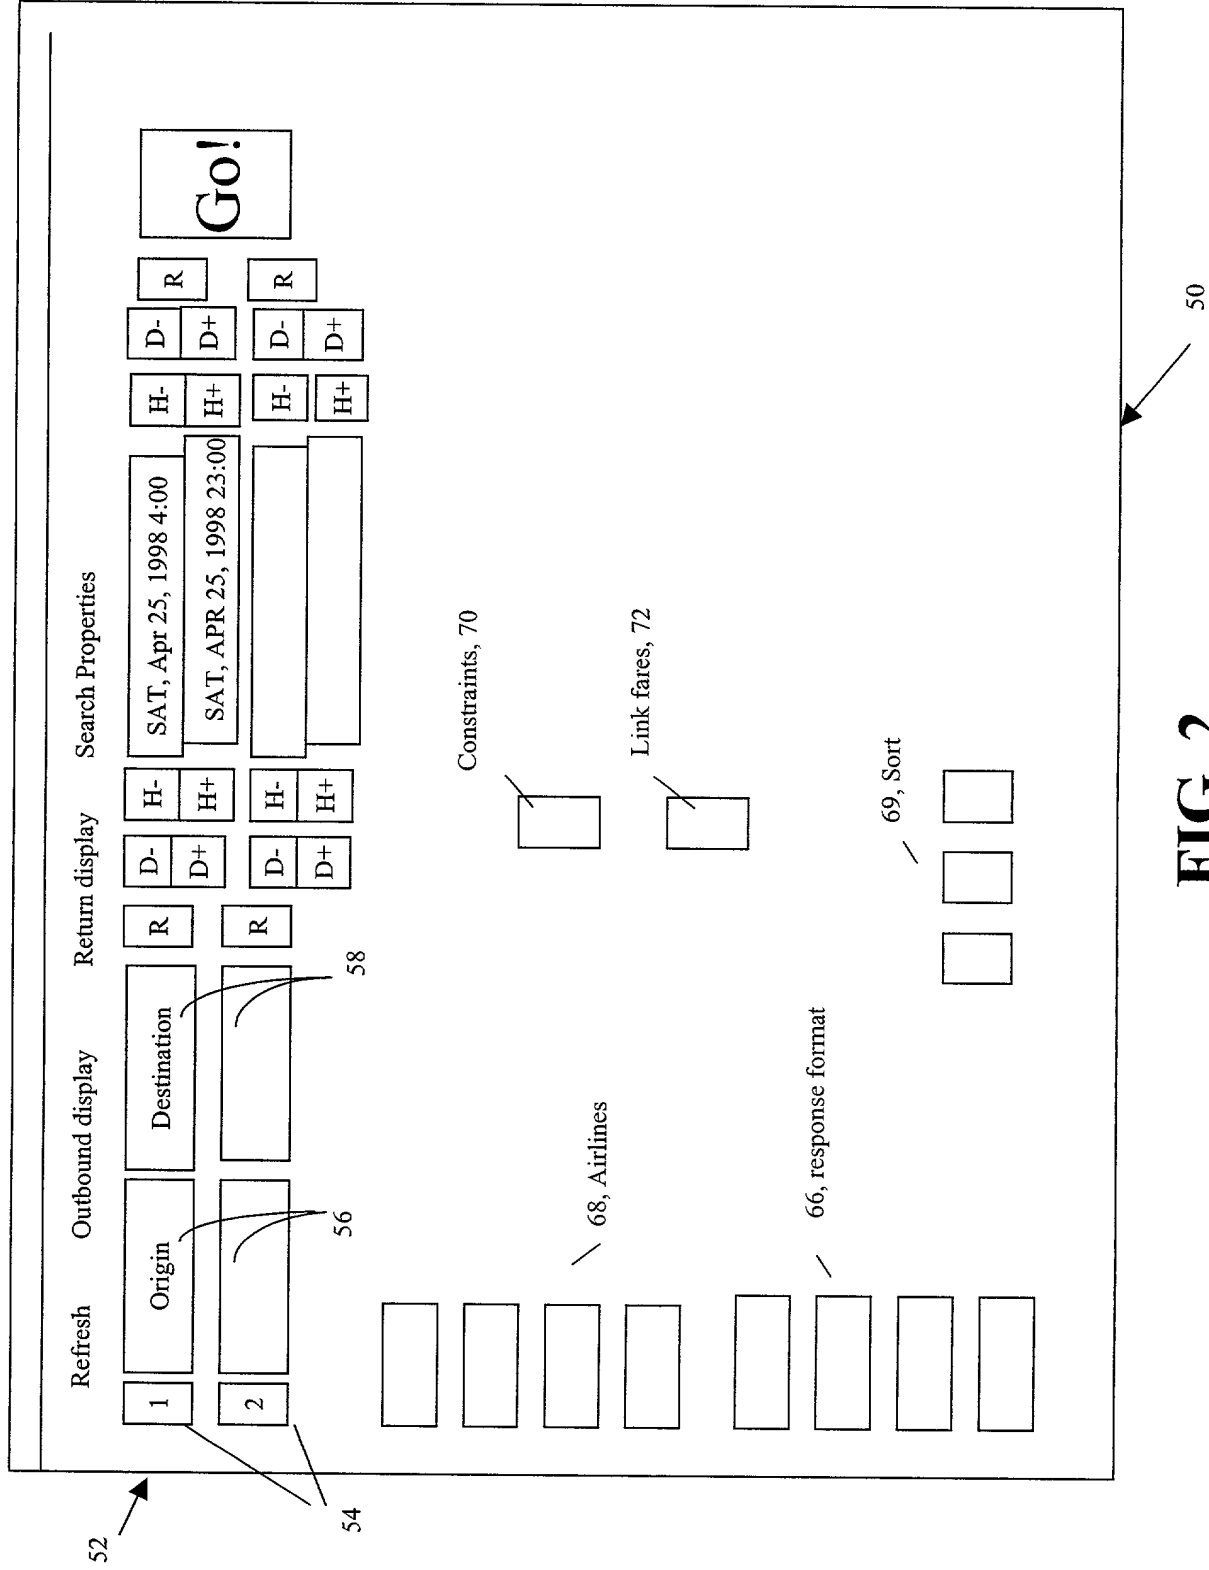 Refresh Outbound display Return display Search Properties
1 Origin Destination R D- H- SAT, Apr 25, 1998 4:00 H- D- R Go!
D+ H+ SAT, APR 25, 1998 23:00 H+ D+
2 R D- H- H- D- R
D+ H+ H+ D+
52
54
56
58
Constraints, 70
68, Airlines
Link fares, 72
66, response format
69, Sort
50
FIG 2